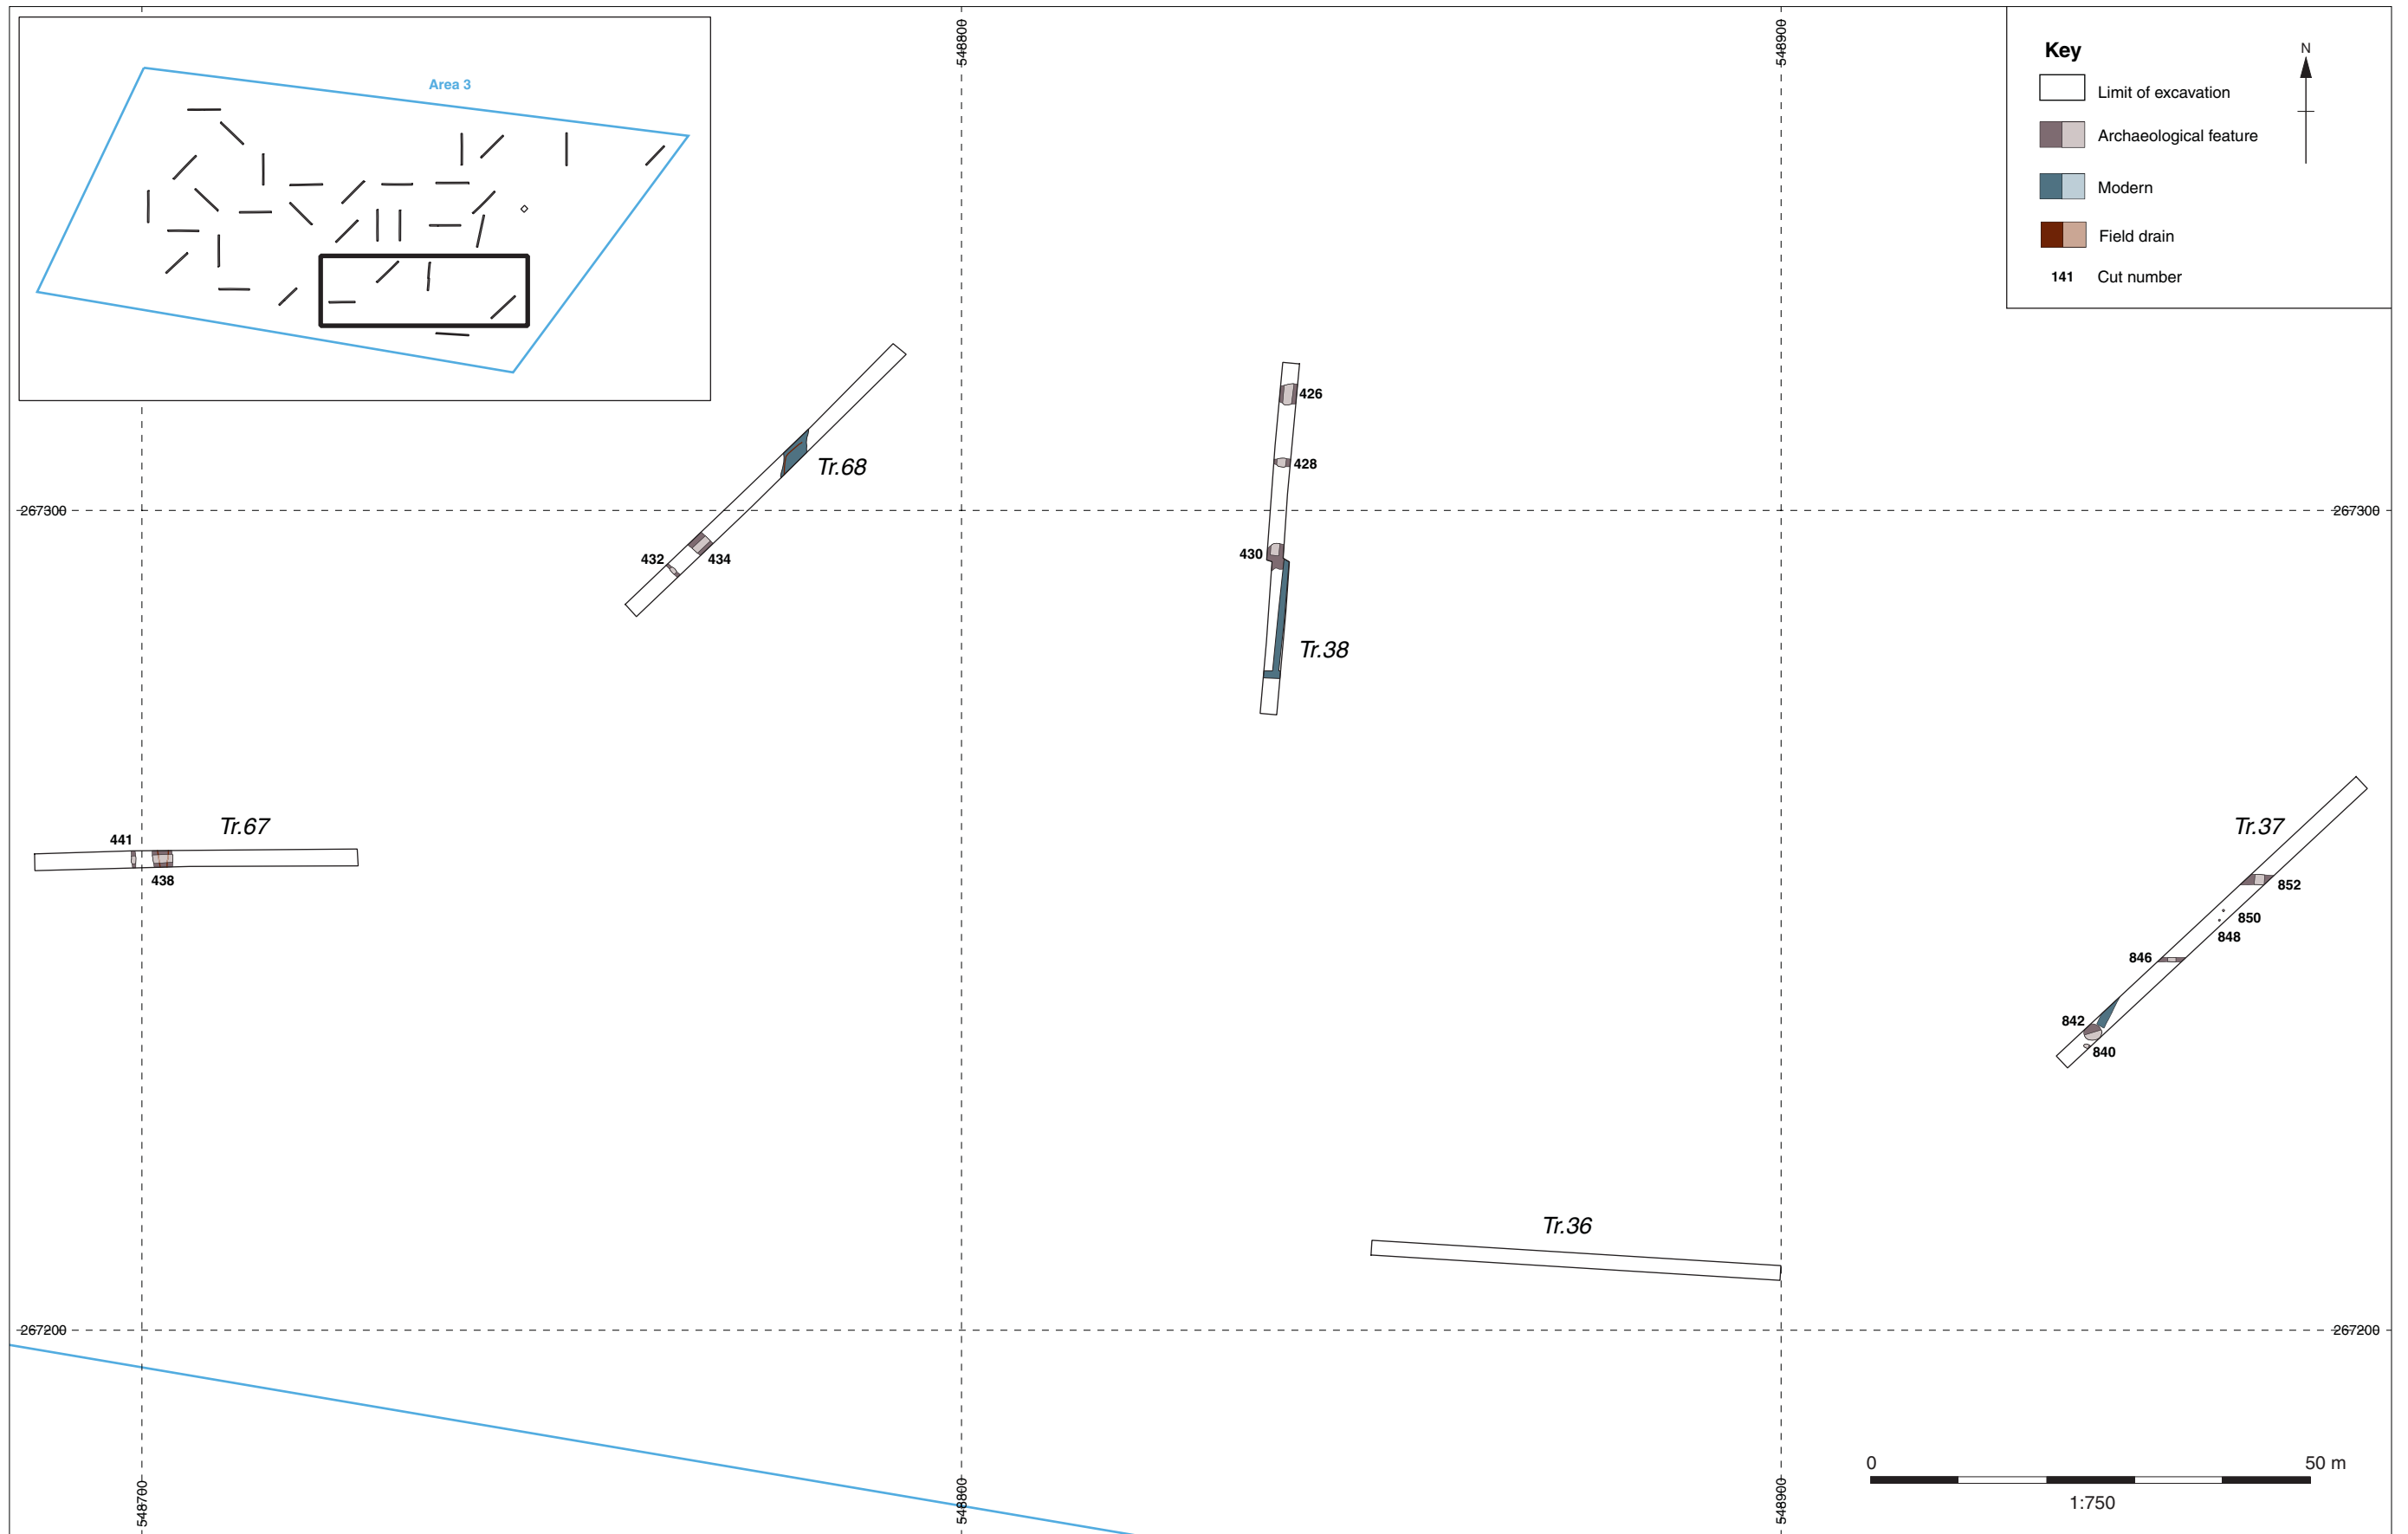 548800
548900
Area 3
Key
N
Limit of excavation
Archaeological feature
Modern
Field drain
141 Cut number
426
Tr.68
428
267300
267300
432
434
430
Tr.38
Tr.67
441
438
Tr.37
852
850
848
846
842
840
Tr.36
267200
267200
0
50 m
1:750
548700
548800
548900